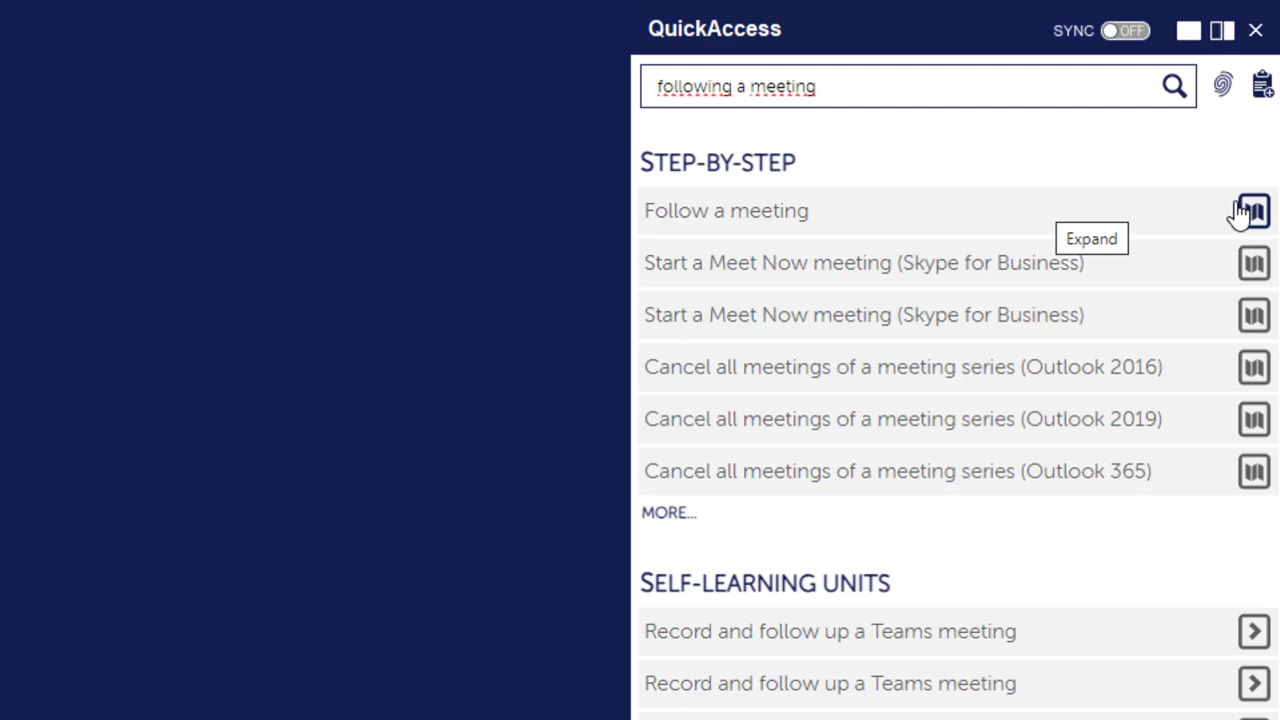 QuickAccess
SYNC OFF
following a meeting
STEP-BY-STEP
Follow a meeting
Expand
Start a Meet Now meeting (Skype for Business)
Start a Meet Now meeting (Skype for Business)
Cancel all meetings of a meeting series (Outlook 2016)
Cancel all meetings of a meeting series (Outlook 2019)
Cancel all meetings of a meeting series (Outlook 365)
MORE...
SELF-LEARNING UNITS
Record and follow up a Teams meeting
Record and follow up a Teams meeting